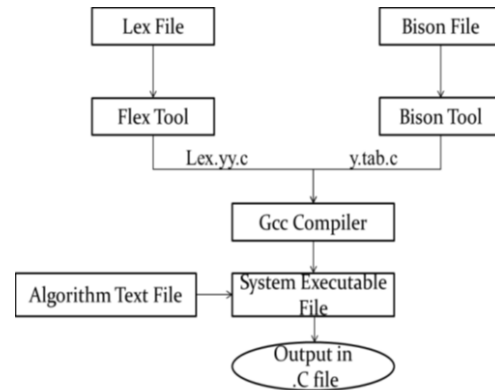 Lex File
Bison File
Flex Tool
Bison Tool
Lex.yy.c
y.tab.c
Gcc Compiler
Algorithm Text File
System Executable
File
Output in
.C file